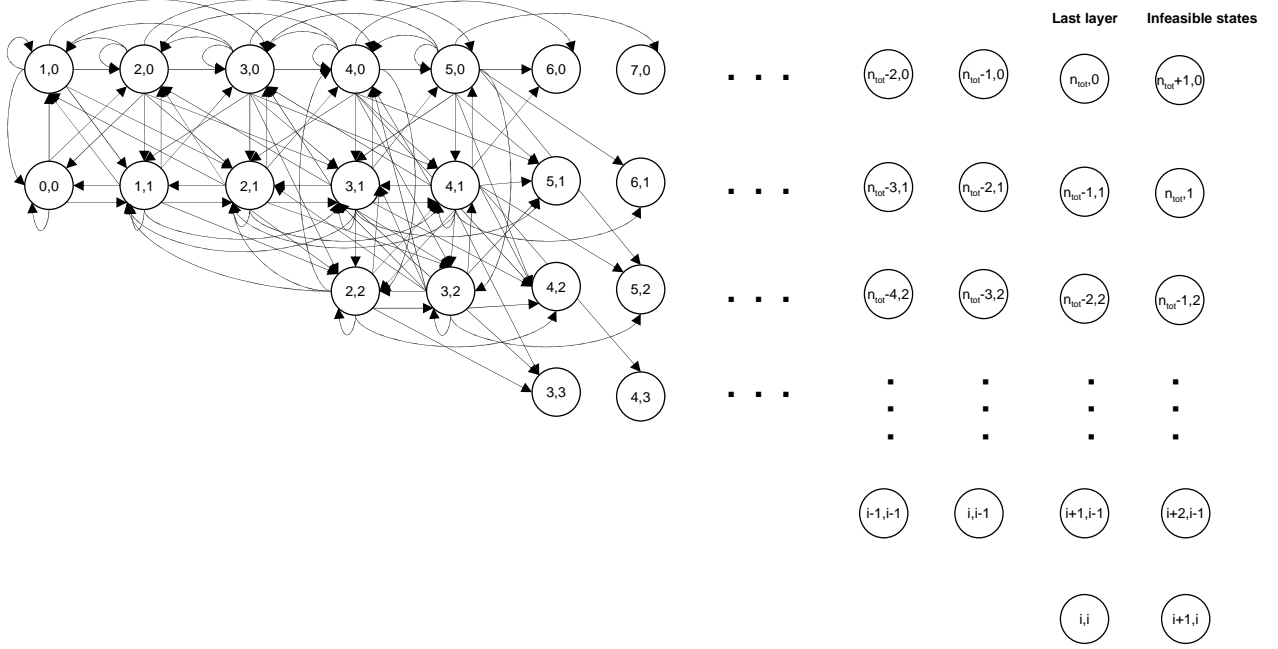 Last layer Infeasible states
1,0 2,0 3,0 4,0 5,0 6,0 7,0 . . . n_tot-2,0 n_tot-1,0 n_tot,0 n_tot+1,0
0,0 1,1 2,1 3,1 4,1 5,1 6,1 . . . n_tot-3,1 n_tot-2,1 n_tot-1,1 n_tot,1
2,2 3,2 4,2 5,2 . . . n_tot-4,2 n_tot-3,2 n_tot-2,2 n_tot-1,2
3,3 4,3 . . .
i-1,i-1 i,i-1 i+1,i-1 i+2,i-1
i,i i+1,i